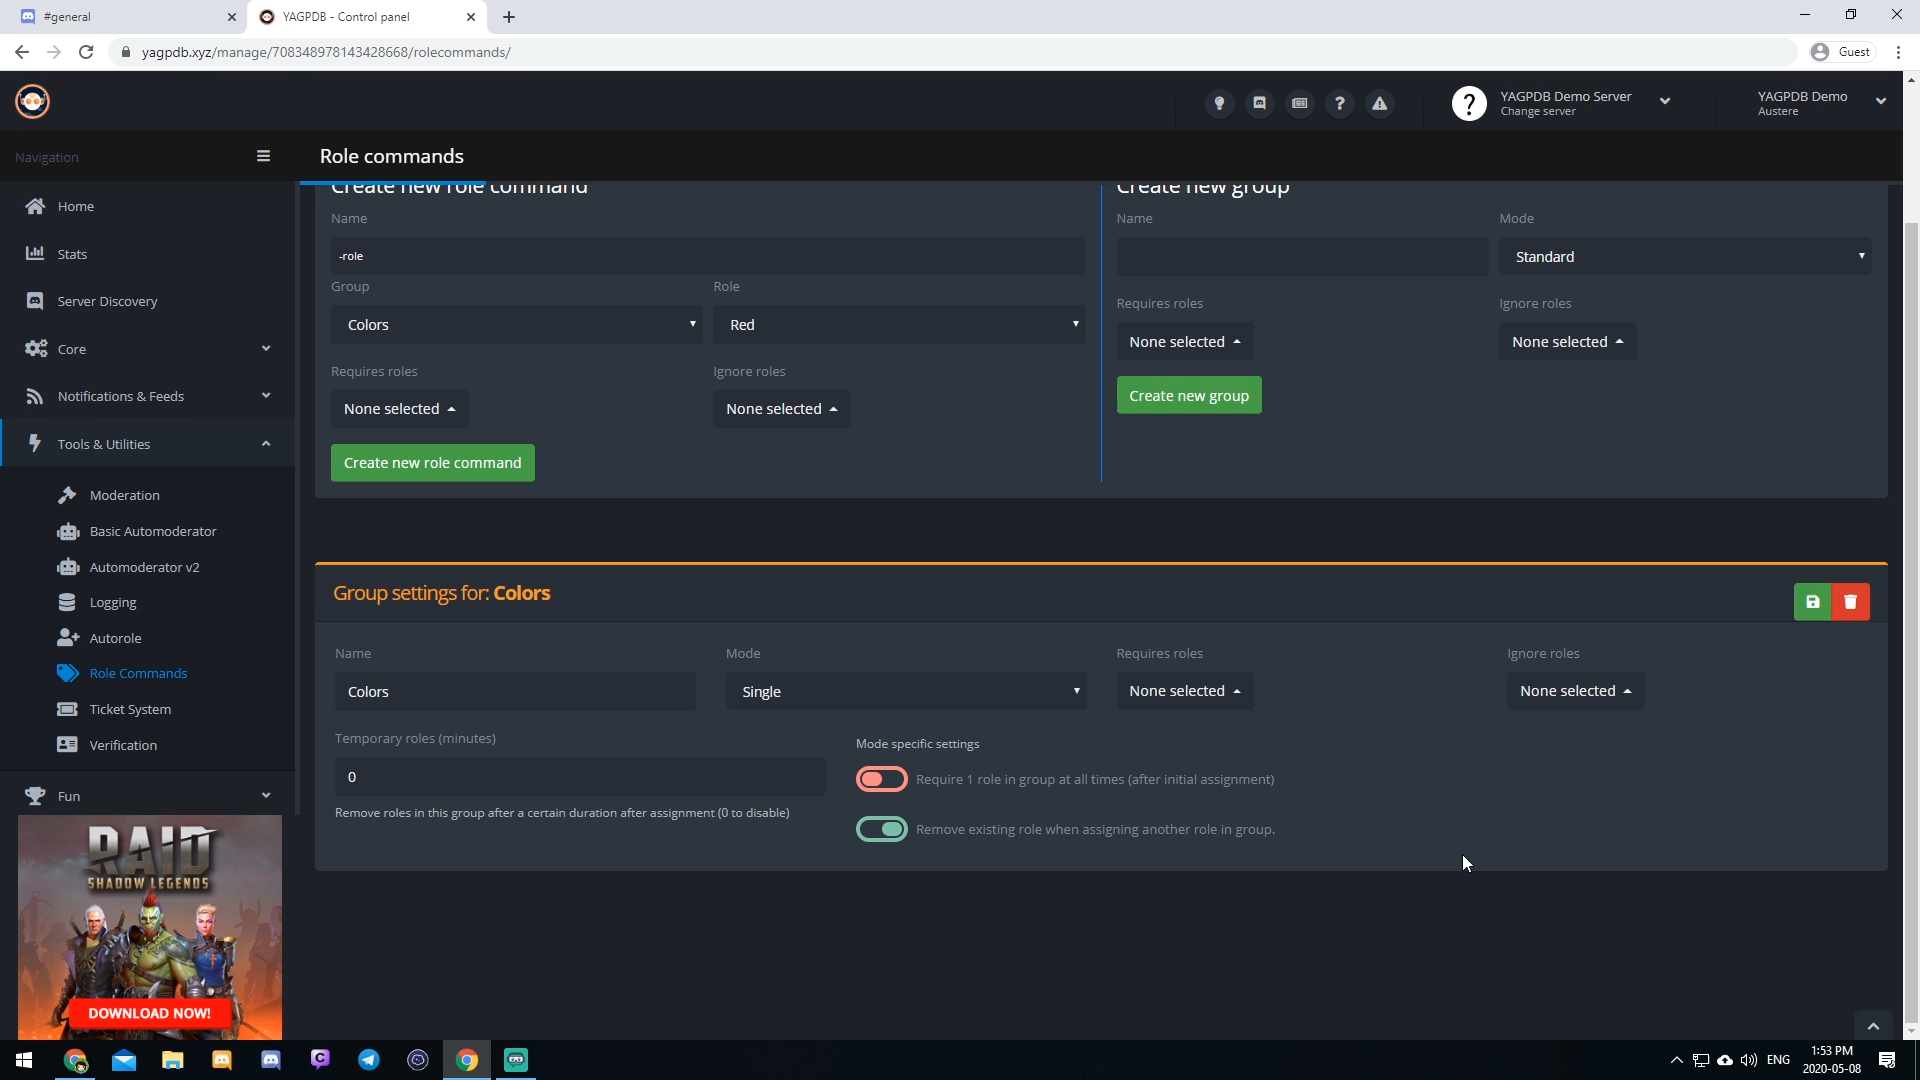 #general
YAGPDB - Control panel
yagpdb.xyz/manage/708348978143428668/rolecommands/
Guest
YAGPDB Demo Server
Change server
YAGPDB Demo
Austere
Navigation
Role commands
Home
Stats
Server Discovery
Core
Notifications & Feeds
Tools & Utilities
Moderation
Basic Automoderator
Automoderator v2
Logging
Autorole
Role Commands
Ticket System
Verification
Fun
RAID
SHADOW LEGENDS
DOWNLOAD NOW!
Create new role command
Name
-role
Group
Role
Colors
Red
Requires roles
Ignore roles
None selected
None selected
Create new role command
Create new group
Name
Mode
Standard
Requires roles
Ignore roles
None selected
None selected
Create new group
Group settings for: Colors
Name
Mode
Requires roles
Ignore roles
Colors
Single
None selected
None selected
Temporary roles (minutes)
0
Remove roles in this group after a certain duration after assignment (0 to disable)
Mode specific settings
Require 1 role in group at all times (after initial assignment)
Remove existing role when assigning another role in group.
ENG
1:53 PM
2020-05-08